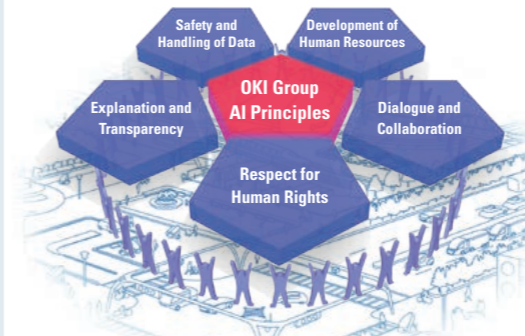 Safety and
Handling of Data
Development of
Human Resources
OKI Group
AI Principles
Explanation and
Transparency
Dialogue and
Collaboration
Respect for
Human Rights